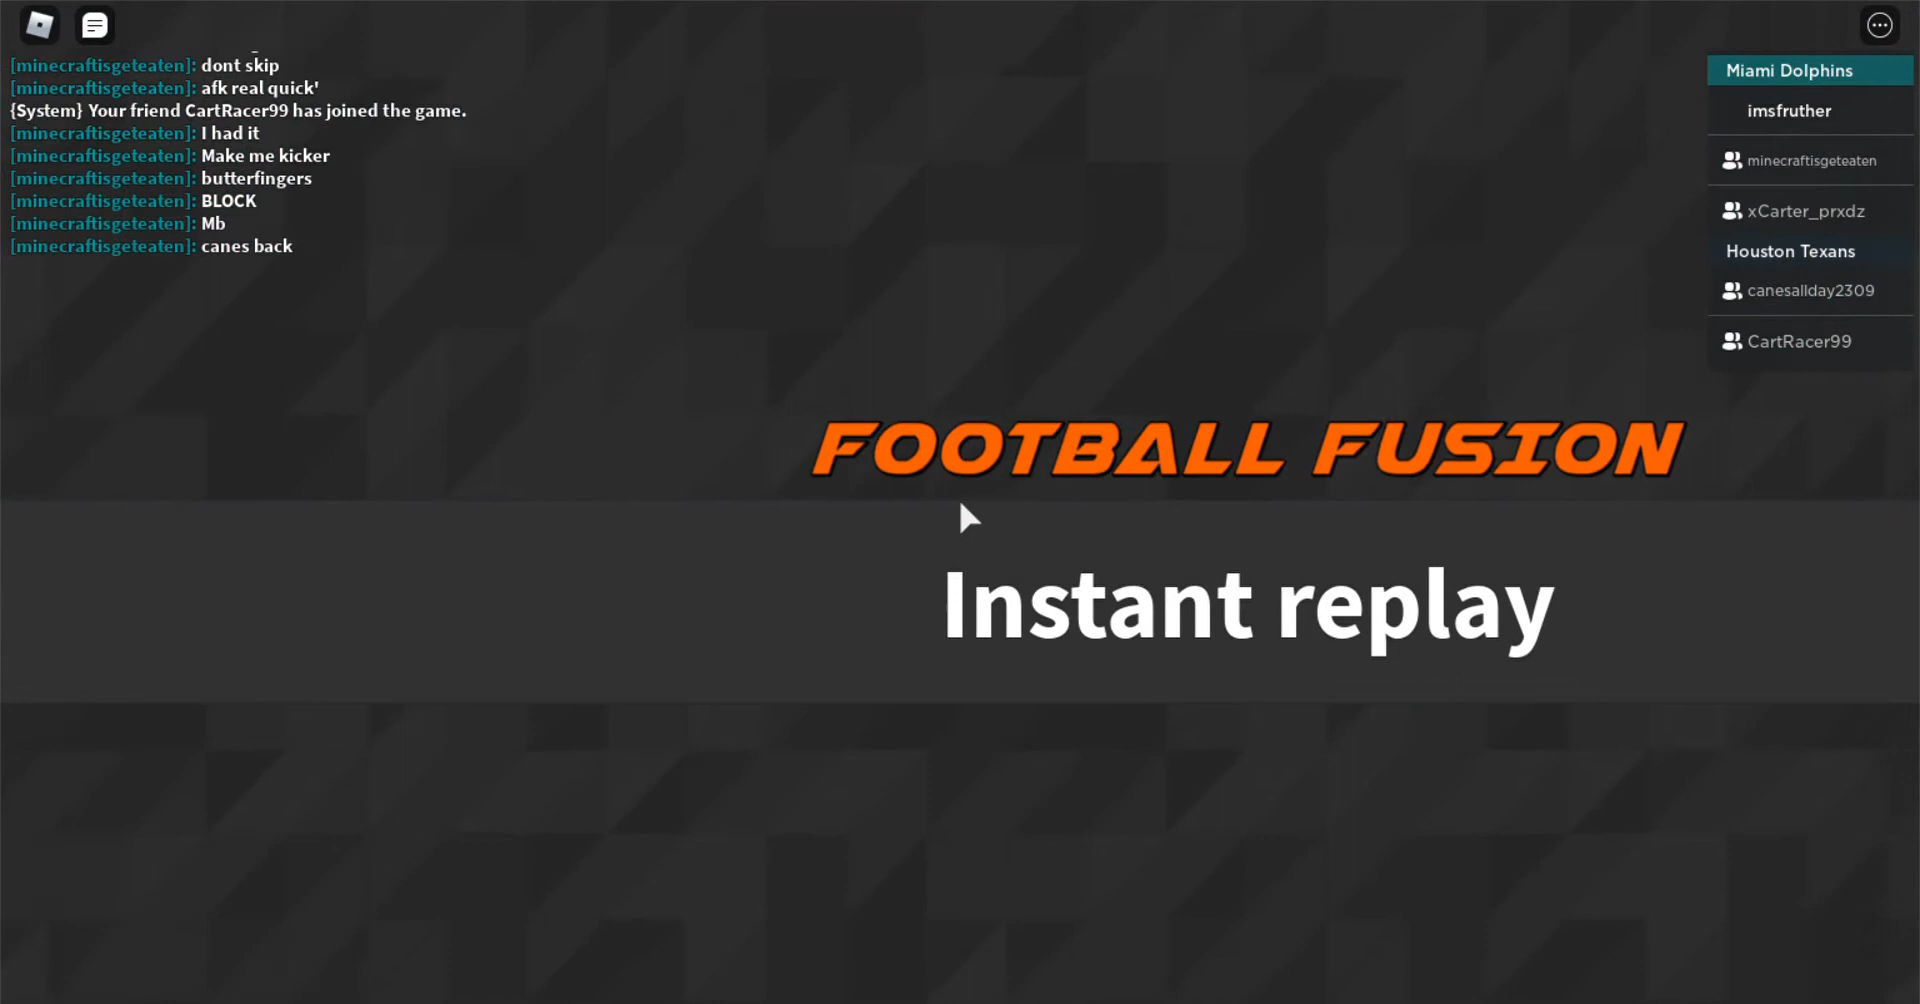 [minecraftisgeteaten]: dont skip
[minecraftisgeteaten]: afk real quick'
{System} Your friend CartRacer99 has joined the game.
[minecraftisgeteaten]: I had it
[minecraftisgeteaten]: Make me kicker
[minecraftisgeteaten]: butterfingers
[minecraftisgeteaten]: BLOCK
[minecraftisgeteaten]: Mb
[minecraftisgeteaten]: canes back
Miami Dolphins
imsfruther
minecraftisgeteaten
xCarter_prxdz
Houston Texans
canesallday2309
CartRacer99
FOOTBALL FUSION
Instant replay